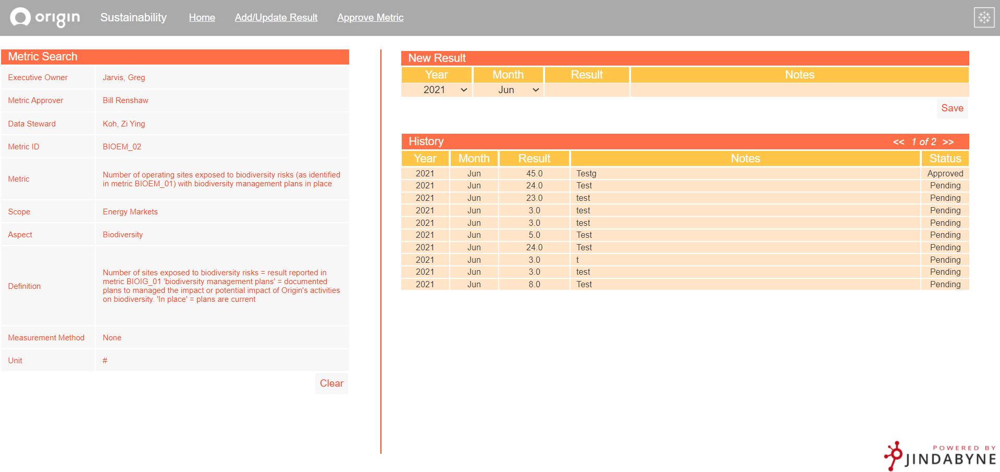 origin Sustainability Home Add/Update Result Approve Metric
Metric Search
Executive Owner Jarvis, Greg
Metric Approver Bill Renshaw
Data Steward Koh, Zi Ying
Metric ID BIOEM_02
Metric Number of operating sites exposed to biodiversity risks (as identified
in metric BIOEM_01) with biodiversity management plans in place
Scope Energy Markets
Aspect Biodiversity
Definition Number of sites exposed to biodiversity risks = result reported in
metric BIOIG_01 'biodiversity management plans' = documented
plans to managed the impact or potential impact of Origin's activities
on biodiversity. 'In place' = plans are current
Measurement Method None
Unit #
Clear
New Result
Year Month Result Notes
2021 Jun
Save
History << 1 of 2 >>
Year Month Result Notes Status
2021 Jun 45.0 Testg Approved
2021 Jun 24.0 Test Pending
2021 Jun 23.0 test Pending
2021 Jun 3.0 test Pending
2021 Jun 3.0 test Pending
2021 Jun 5.0 Test Pending
2021 Jun 24.0 Test Pending
2021 Jun 3.0 t Pending
2021 Jun 3.0 test Pending
2021 Jun 8.0 Test Pending
POWERED BY
JINDABYNE